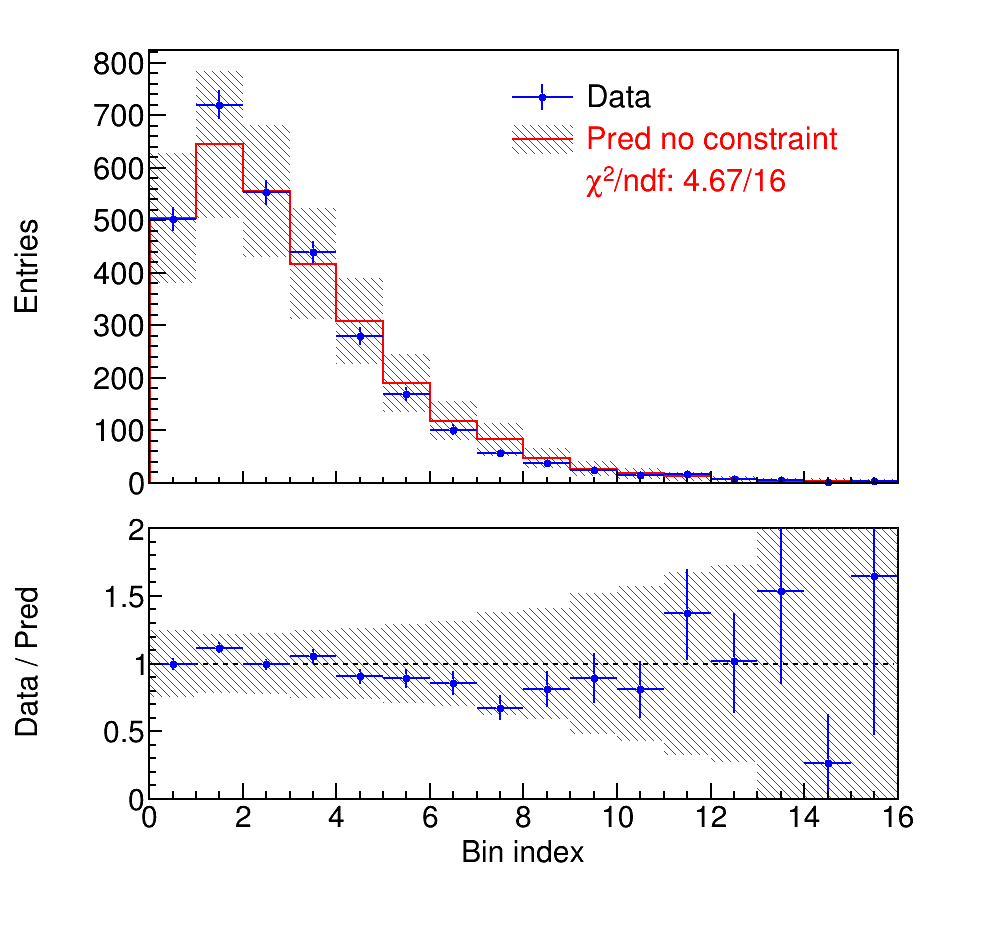 800
700
600
500
400
300
200
100
0
Entries
Data
Pred no constraint
χ²/ndf: 4.67/16
2
1.5
1
0.5
0
Data / Pred
0 2 4 6 8 10 12 14 16
Bin index